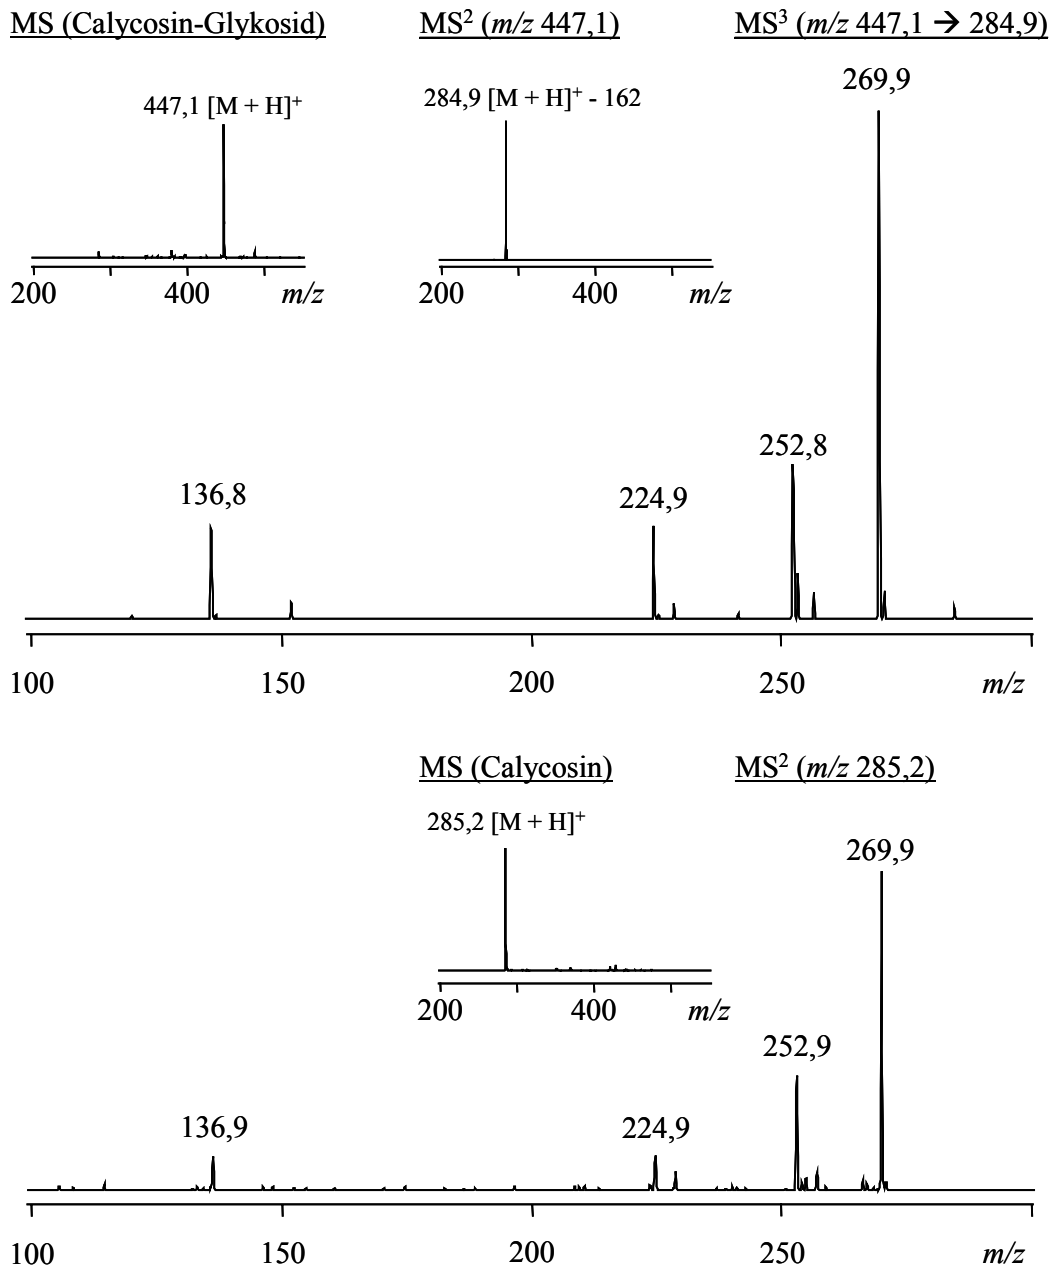 MS (Calycosin-Glykosid)
MS² (m/z 447,1)
MS³ (m/z 447,1 → 284,9)
447,1 [M + H]⁺
284,9 [M + H]⁺ - 162
269,9
200 400 m/z
200 400 m/z
252,8
136,8
224,9
100 150 200 250 m/z
MS (Calycosin)
MS² (m/z 285,2)
285,2 [M + H]⁺
269,9
200 400 m/z
252,9
136,9
224,9
100 150 200 250 m/z